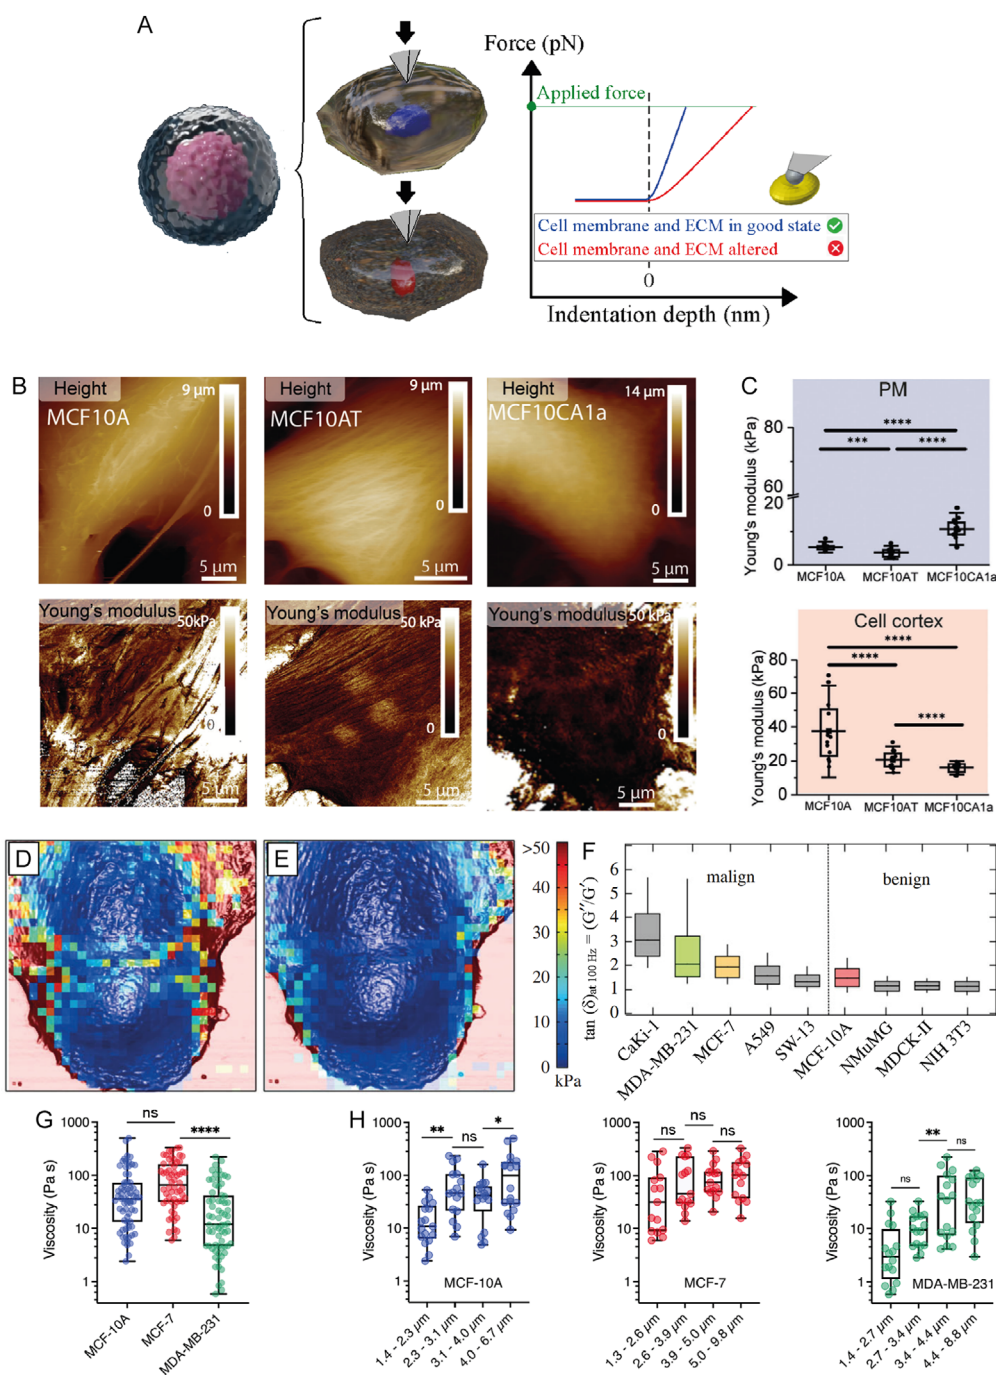 A
Force (pN)
Applied force
Cell membrane and ECM in good state
Cell membrane and ECM altered
0
Indentation depth (nm)
B
Height
MCF10A
9 µm
0
5 µm
Height
MCF10AT
9 µm
0
5 µm
Height
MCF10CA1a
14 µm
0
5 µm
Young's modulus
50kPa
0
5 µm
Young's modulus
50 kPa
0
5 µm
Young's modulus
50 kPa
0
5 µm
C
PM
Young's modulus (kPa)
80
60
20
0
****
***
****
MCF10A
MCF10AT
MCF10CA1a
Cell cortex
Young's modulus (kPa)
80
60
40
20
0
****
****
****
MCF10A
MCF10AT
MCF10CA1a
D
E
>50
40
30
20
10
0
kPa
F
tan (δ)at 100 Hz = (G″/G′)
6
5
4
3
2
1
0
malign
benign
CaKi-1
MDA-MB-231
MCF-7
A549
SW-13
MCF-10A
NMuMG
MDCK-II
NIH 3T3
G
Viscosity (Pa s)
1000
100
10
1
ns
****
MCF-10A
MCF-7
MDA-MB-231
H
Viscosity (Pa s)
1000
100
10
1
**
ns
*
MCF-10A
1.4 - 2.3 µm
2.3 - 3.1 µm
3.1 - 4.0 µm
4.0 - 6.7 µm
Viscosity (Pa s)
1000
100
10
1
ns
ns
ns
MCF-7
1.3 - 2.6 µm
2.6 - 3.9 µm
3.9 - 5.0 µm
5.0 - 9.8 µm
Viscosity (Pa s)
1000
100
10
1
ns
**
ns
MDA-MB-231
1.4 - 2.7 µm
2.7 - 3.4 µm
3.4 - 4.4 µm
4.4 - 8.8 µm